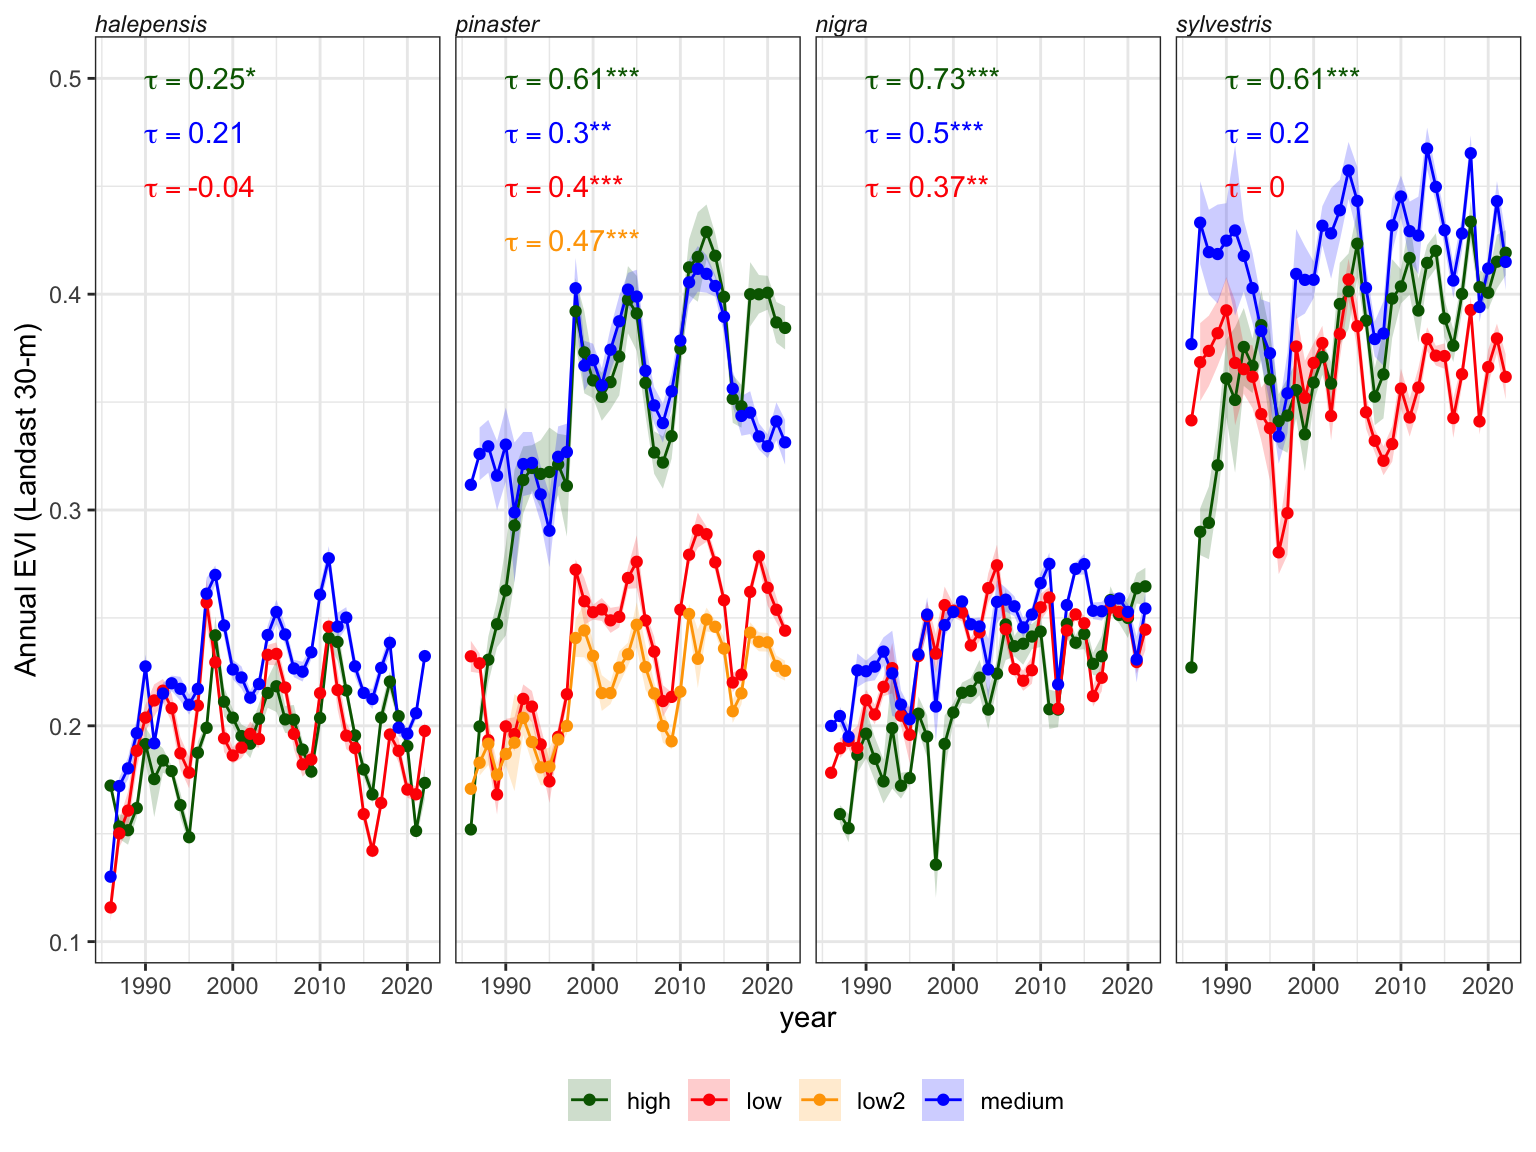 halepensis
pinaster
nigra
sylvestris
τ = 0.25*
τ = 0.21
τ = -0.04
τ = 0.61***
τ = 0.3**
τ = 0.4***
τ = 0.47***
τ = 0.73***
τ = 0.5***
τ = 0.37**
τ = 0.61***
τ = 0.2
τ = 0
Annual EVI (Landast 30-m)
0.5
0.4
0.3
0.2
0.1
1990 2000 2010 2020
1990 2000 2010 2020
1990 2000 2010 2020
1990 2000 2010 2020
year
high low low2 medium